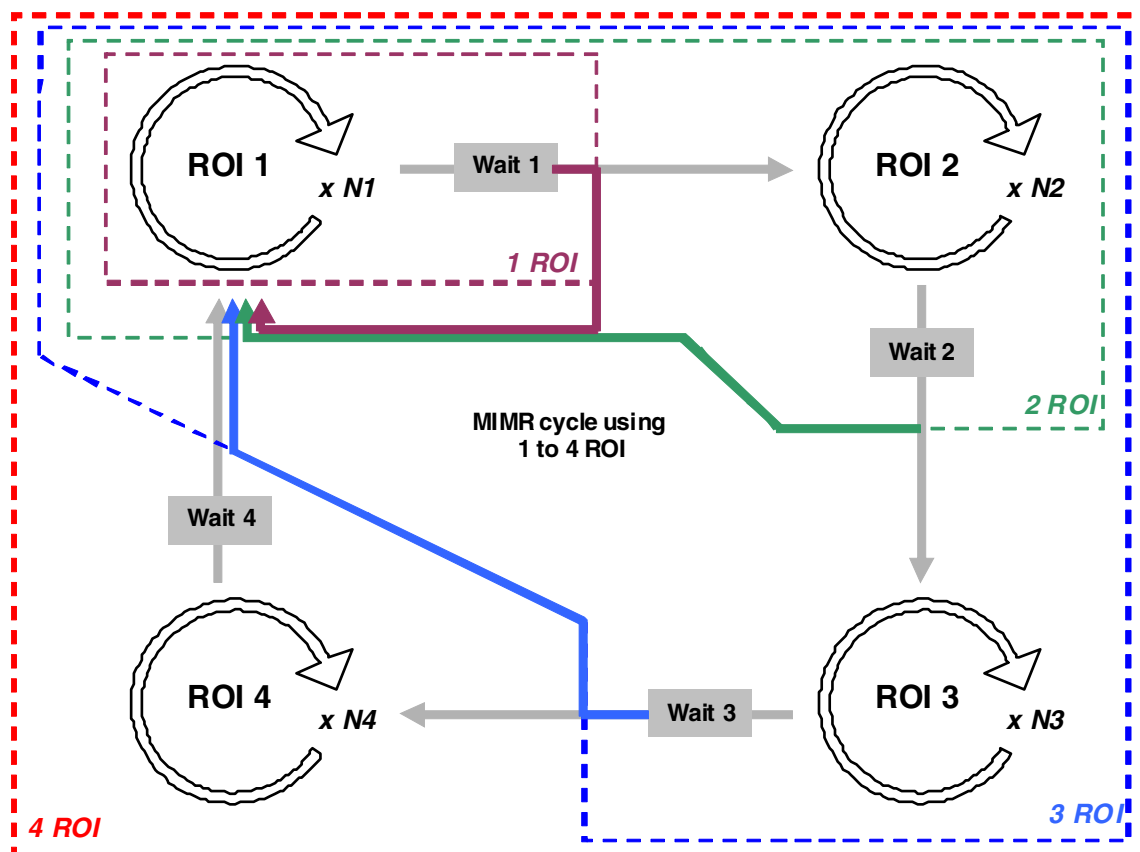 ROI 1
x N1
Wait 1
ROI 2
x N2
1 ROI
Wait 2
2 ROI
MIMR cycle using
1 to 4 ROI
Wait 4
ROI 4
x N4
Wait 3
ROI 3
x N3
4 ROI
3 ROI